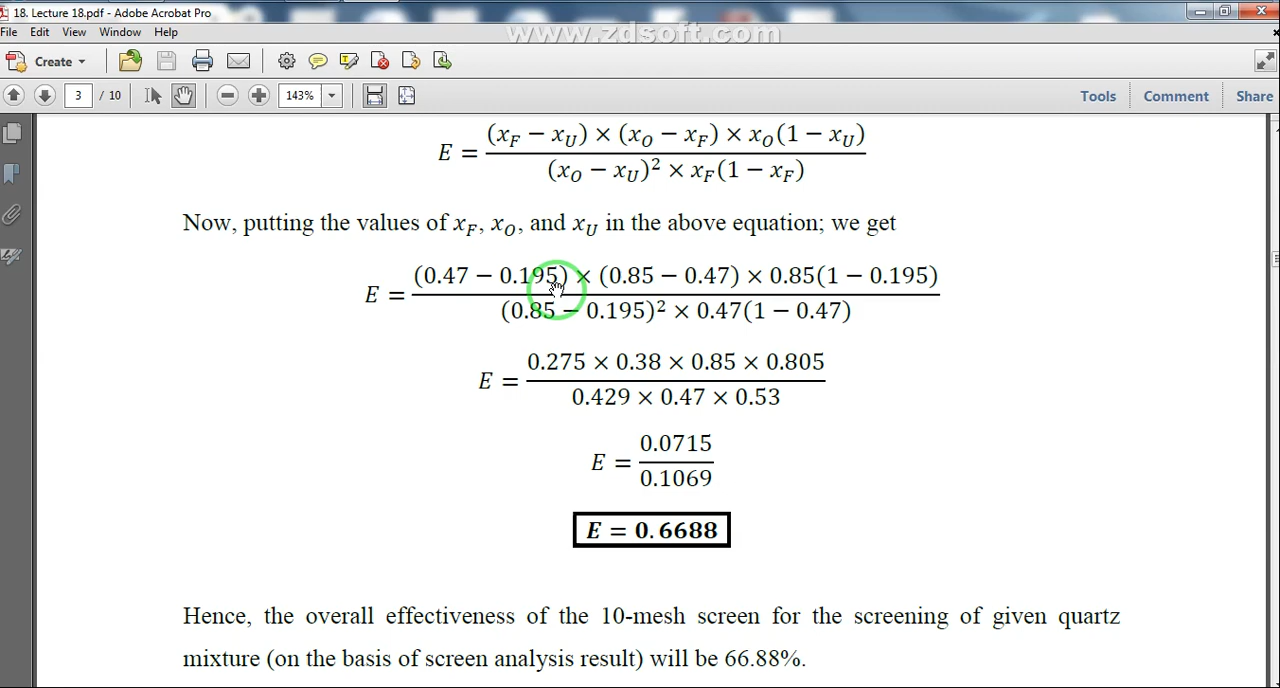 18. Lecture 18.pdf - Adobe Acrobat Pro
www.zdsoft.com
File Edit View Window Help
Create
3 / 10 143% Tools Comment Share
E = (x_F − x_U) × (x_O − x_F) × x_O(1 − x_U) / (x_O − x_U)² × x_F(1 − x_F)
Now, putting the values of x_F, x_O, and x_U in the above equation; we get
E = (0.47 − 0.195) × (0.85 − 0.47) × 0.85(1 − 0.195) / (0.85 − 0.195)² × 0.47(1 − 0.47)
E = 0.275 × 0.38 × 0.85 × 0.805 / 0.429 × 0.47 × 0.53
E = 0.0715 / 0.1069
E = 0.6688
Hence, the overall effectiveness of the 10-mesh screen for the screening of given quartz
mixture (on the basis of screen analysis result) will be 66.88%.